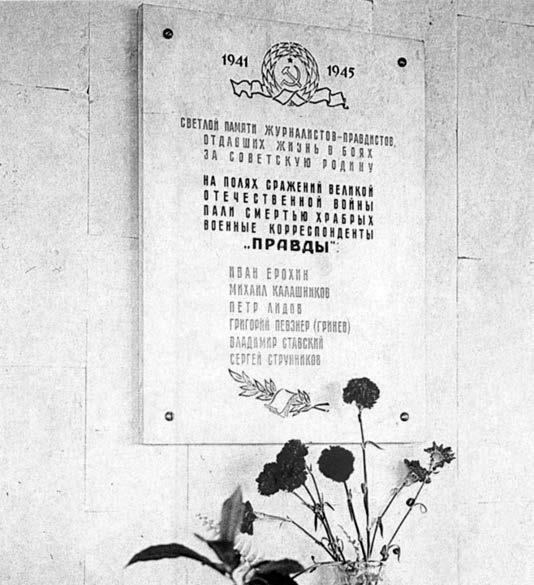 1941 1945
СВЕТЛОЙ ПАМЯТИ ЖУРНАЛИСТОВ-ПРАВДИСТОВ,
ОТДАВШИХ ЖИЗНЬ В БОЯХ
ЗА СОВЕТСКУЮ РОДИНУ
НА ПОЛЯХ СРАЖЕНИЙ ВЕЛИКОЙ
ОТЕЧЕСТВЕННОЙ ВОЙНЫ
ПАЛИ СМЕРТЬЮ ХРАБРЫХ
ВОЕННЫЕ КОРРЕСПОНДЕНТЫ
„ПРАВДЫ":
ИВАН ЕРОХИН
МИХАИЛ КАЛАШНИКОВ
ПЕТР ЛИДОВ
ГРИГОРИЙ ПЕВЗНЕР (ГРИНЕВ)
ВЛАДИМИР СТАВСКИЙ
СЕРГЕЙ СТРУННИКОВ